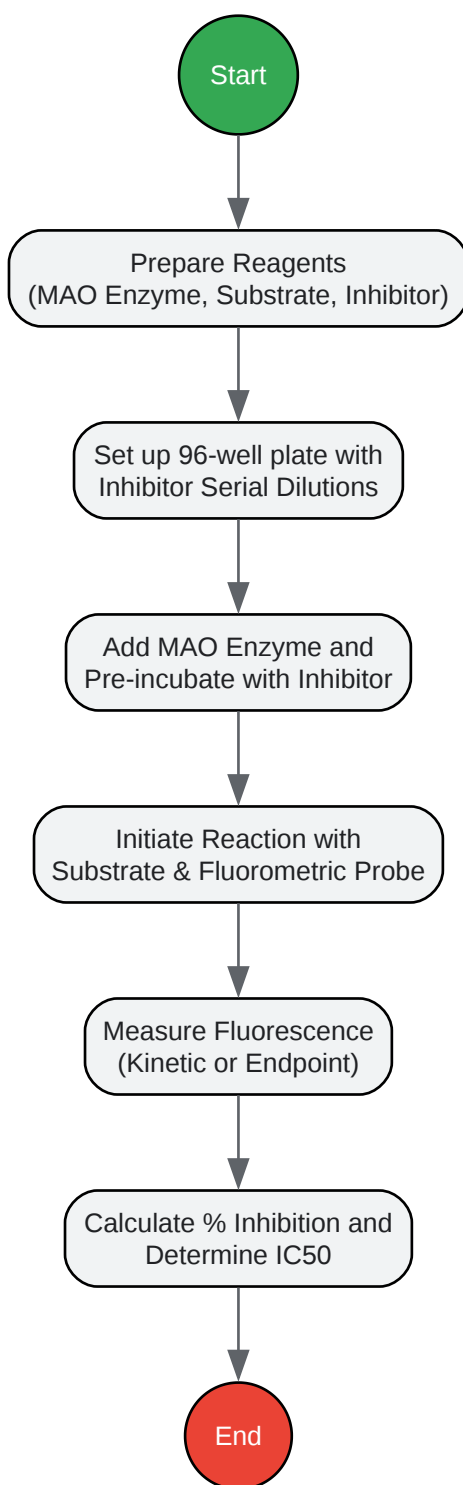 Start
Prepare Reagents
(MAO Enzyme, Substrate, Inhibitor)
Set up 96-well plate with
Inhibitor Serial Dilutions
Add MAO Enzyme and
Pre-incubate with Inhibitor
Initiate Reaction with
Substrate & Fluorometric Probe
Measure Fluorescence
(Kinetic or Endpoint)
Calculate % Inhibition and
Determine IC50
End